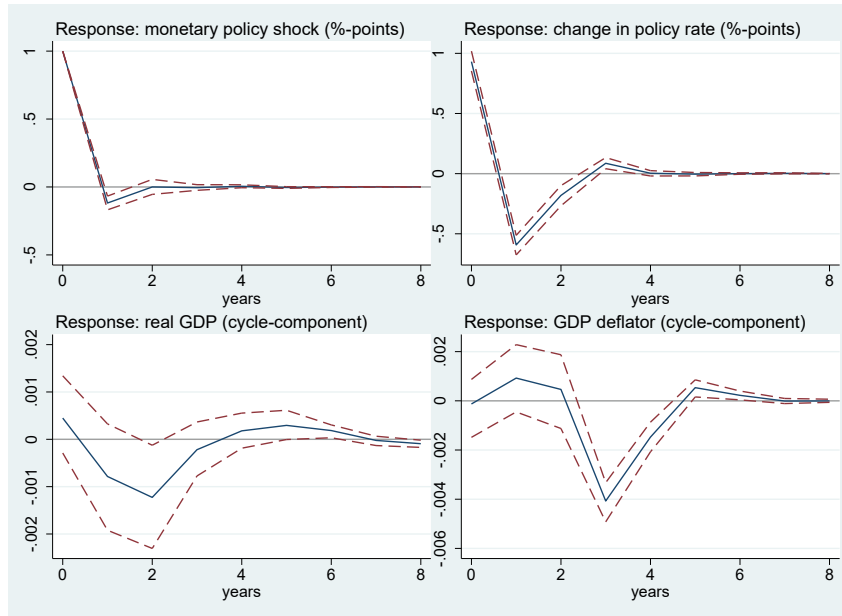 Response: monetary policy shock (%-points)
1
.5
0
-.5
0 2 4 6 8
years
Response: change in policy rate (%-points)
1
.5
0
-.5
0 2 4 6 8
years
Response: real GDP (cycle-component)
.002
.001
0
-.001
-.002
0 2 4 6 8
years
Response: GDP deflator (cycle-component)
.002
0
-.002
-.004
-.006
0 2 4 6 8
years